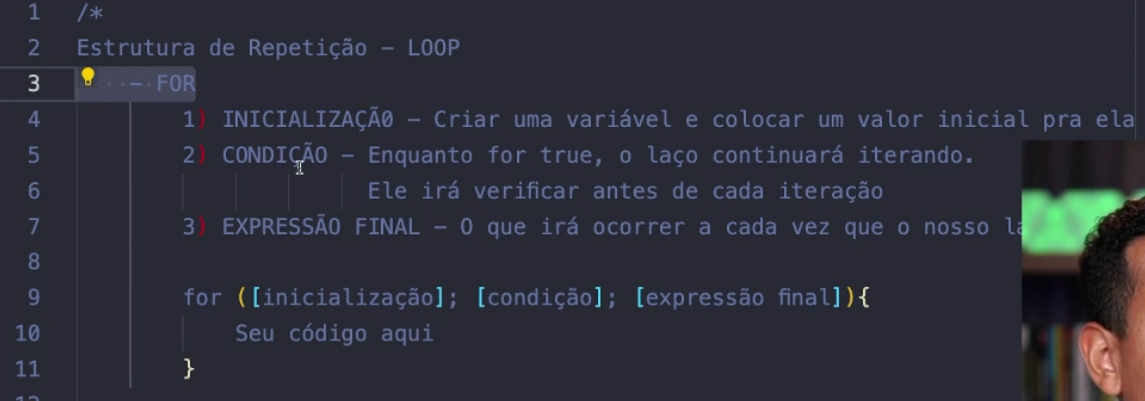 1 /*
2 Estrutura de Repetição - LOOP
3 - FOR
4 1) INICIALIZAÇÃ0 - Criar uma variável e colocar um valor inicial pra ela
5 2) CONDIÇÃO - Enquanto for true, o laço continuará iterando.
6 Ele irá verificar antes de cada iteração
7 3) EXPRESSÃO FINAL - O que irá ocorrer a cada vez que o nosso
8
9 for ([inicialização]; [condição]; [expressão final]){
10 Seu código aqui
11 }